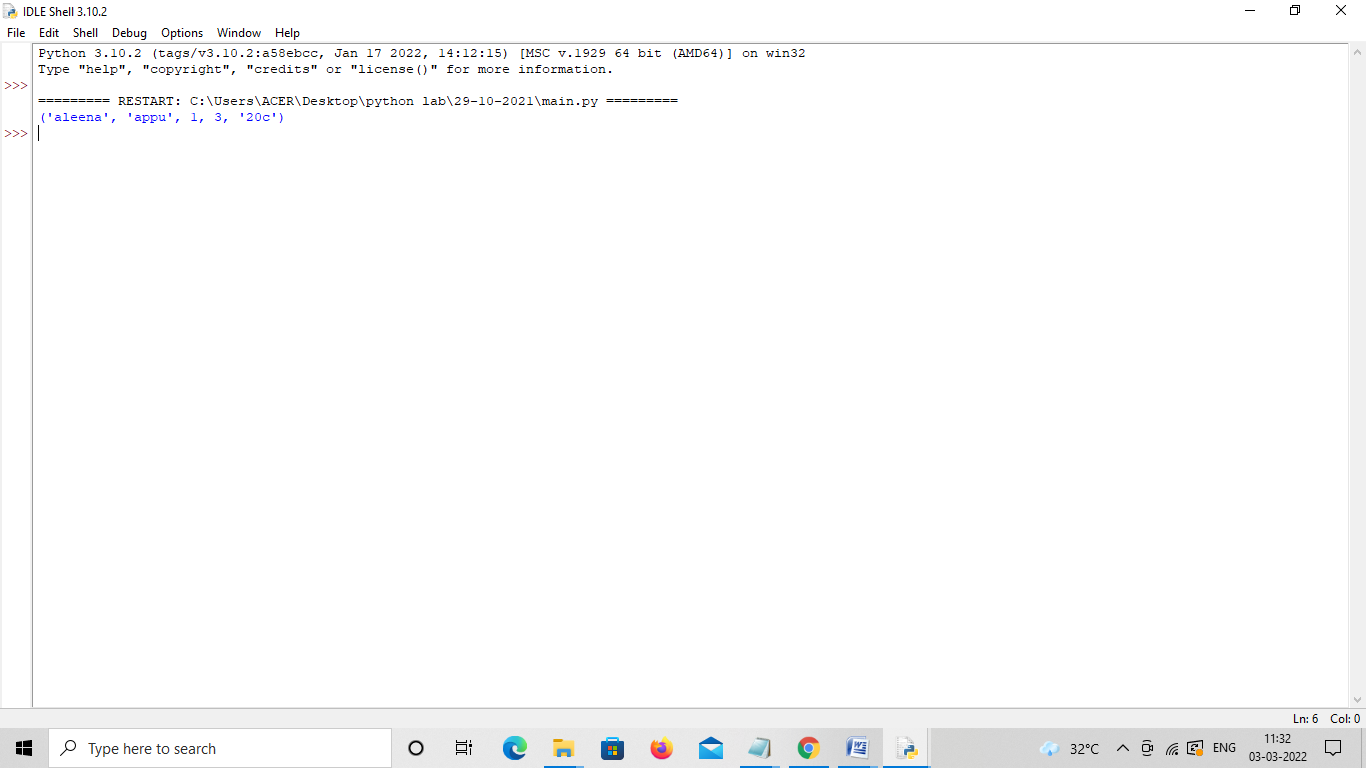 IDLE Shell 3.10.2
File Edit Shell Debug Options Window Help
Python 3.10.2 (tags/v3.10.2:a58ebcc, Jan 17 2022, 14:12:15) [MSC v.1929 64 bit (AMD64)] on win32
Type "help", "copyright", "credits" or "license()" for more information.
>>>
========= RESTART: C:\Users\ACER\Desktop\python lab\29-10-2021\main.py =========
('aleena', 'appu', 1, 3, '20c')
>>>
Ln: 6 Col: 0
Type here to search
32°C ENG 11:32
03-03-2022